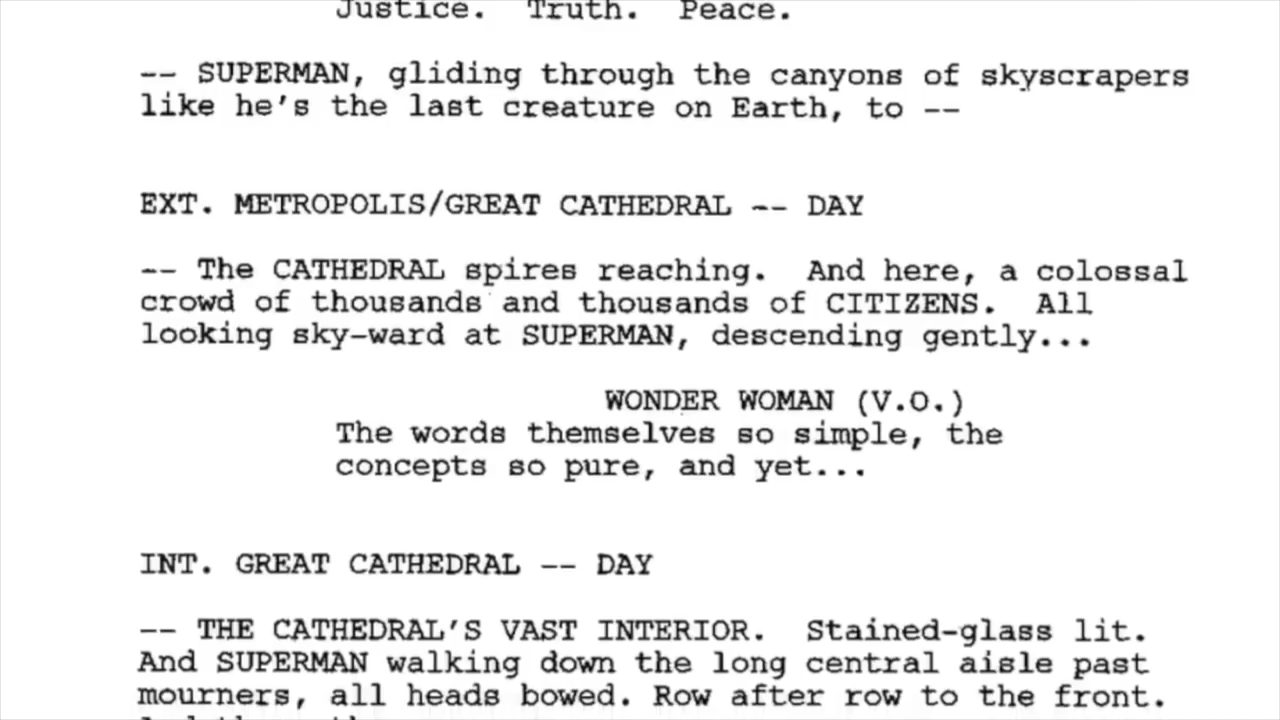 Justice. Truth. Peace.
-- SUPERMAN, gliding through the canyons of skyscrapers
like he's the last creature on Earth, to --
EXT. METROPOLIS/GREAT CATHEDRAL -- DAY
-- The CATHEDRAL spires reaching. And here, a colossal
crowd of thousands and thousands of CITIZENS. All
looking sky-ward at SUPERMAN, descending gently...
WONDER WOMAN (V.O.)
The words themselves so simple, the
concepts so pure, and yet...
INT. GREAT CATHEDRAL -- DAY
-- THE CATHEDRAL'S VAST INTERIOR. Stained-glass lit.
And SUPERMAN walking down the long central aisle past
mourners, all heads bowed. Row after row to the front.